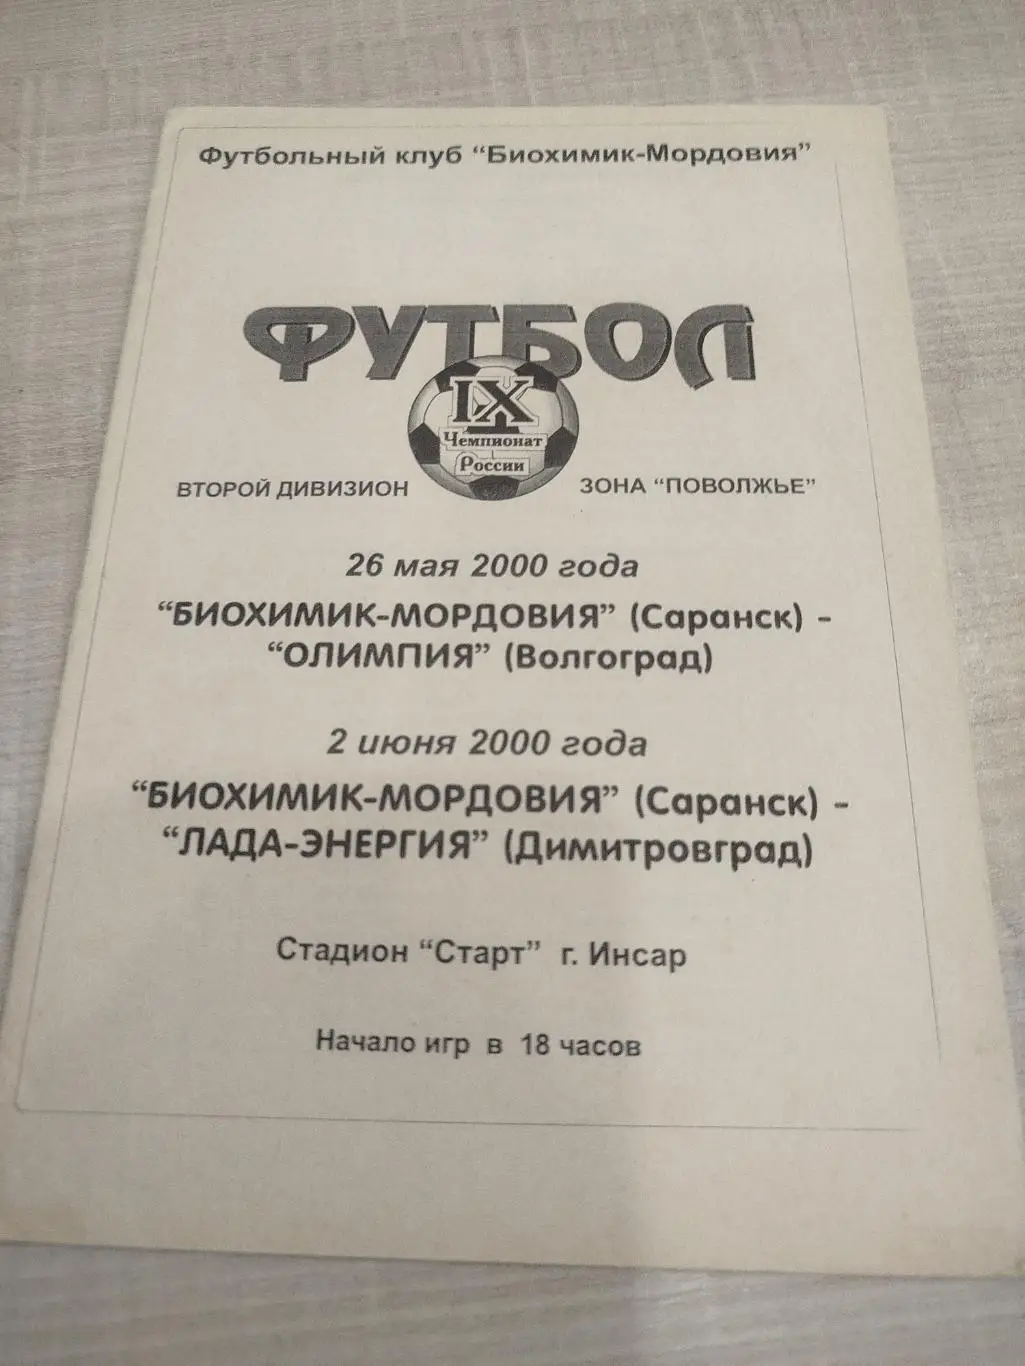 Футбольный клуб “Биохимик-Мордовия”
ФУТБОЛ
IX
Чемпионат
России
ВТОРОЙ ДИВИЗИОН
ЗОНА “ПОВОЛЖЬЕ”
26 мая 2000 года
“БИОХИМИК-МОРДОВИЯ” (Саранск) -
“ОЛИМПИЯ” (Волгоград)
2 июня 2000 года
“БИОХИМИК-МОРДОВИЯ” (Саранск) -
“ЛАДА-ЭНЕРГИЯ” (Димитровград)
Стадион “Старт” г. Инсар
Начало игр в 18 часов